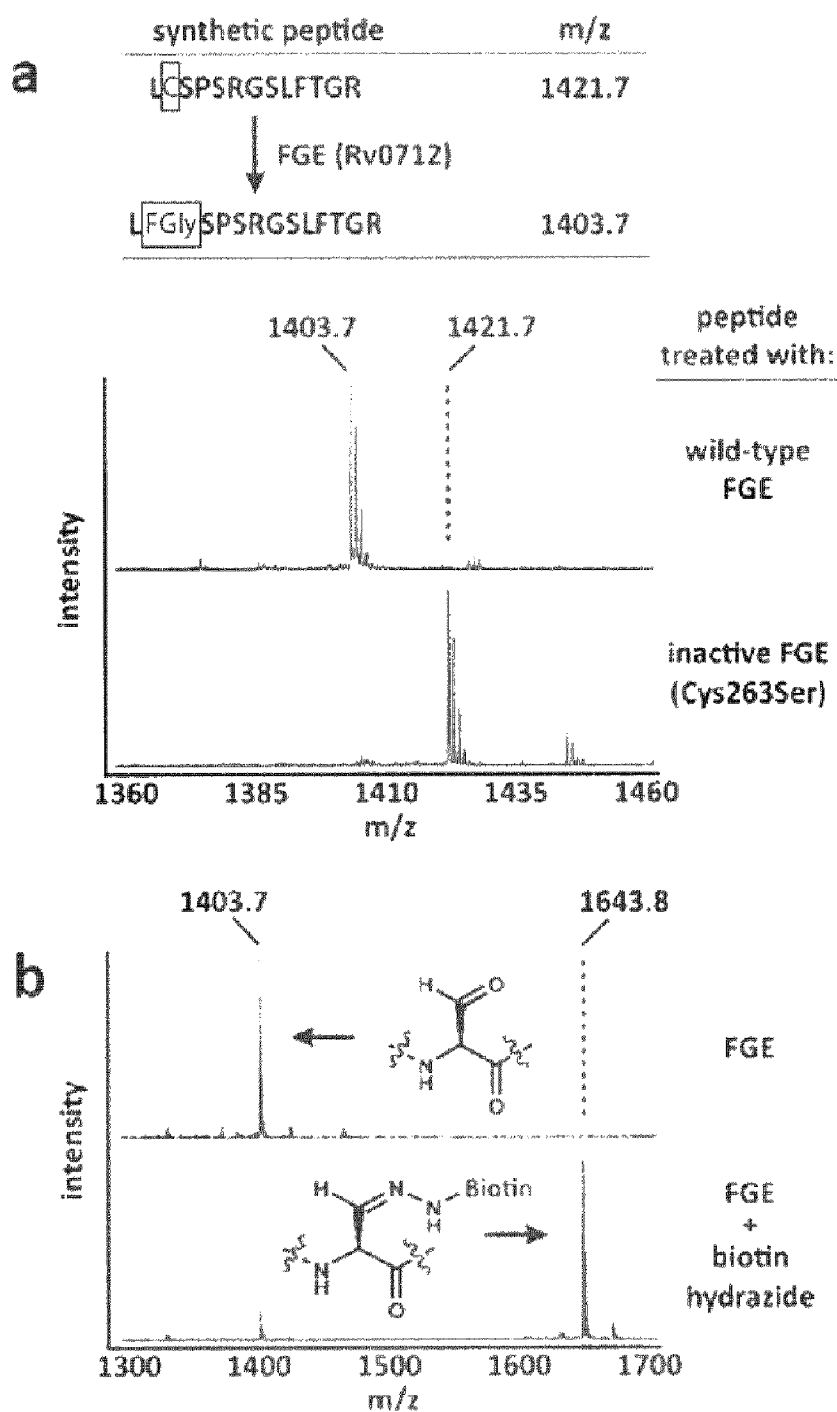 a
synthetic peptide m/z
LCSPSRGSLFTGR 1421.7
FGE (Rv0712)
LFGlySPSRGSLFTGR 1403.7
1403.7 1421.7
peptide
treated with:
wild-type
FGE
intensity
inactive FGE
(Cys263Ser)
1360 1385 1410 1435 1460
m/z
b
1403.7 1643.8
H O
N
H
O
FGE
intensity
H N N Biotin
H
N
H
O
FGE
+
biotin
hydrazide
1300 1400 1500 1600 1700
m/z